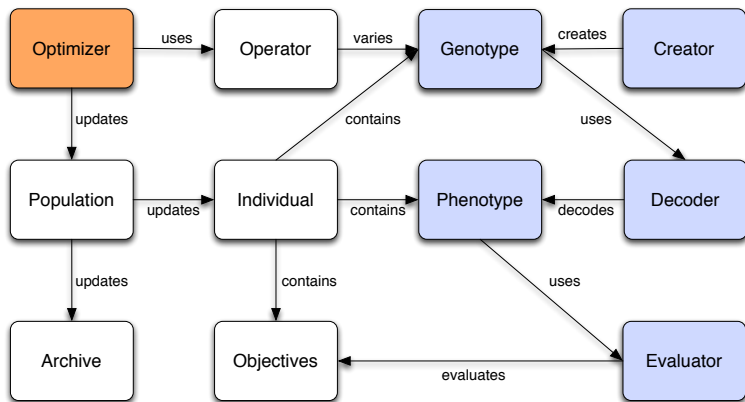 Optimizer
uses
Operator
varies
Genotype
creates
Creator
updates
contains
uses
Population
updates
Individual
contains
Phenotype
decodes
Decoder
updates
contains
uses
Archive
Objectives
evaluates
Evaluator